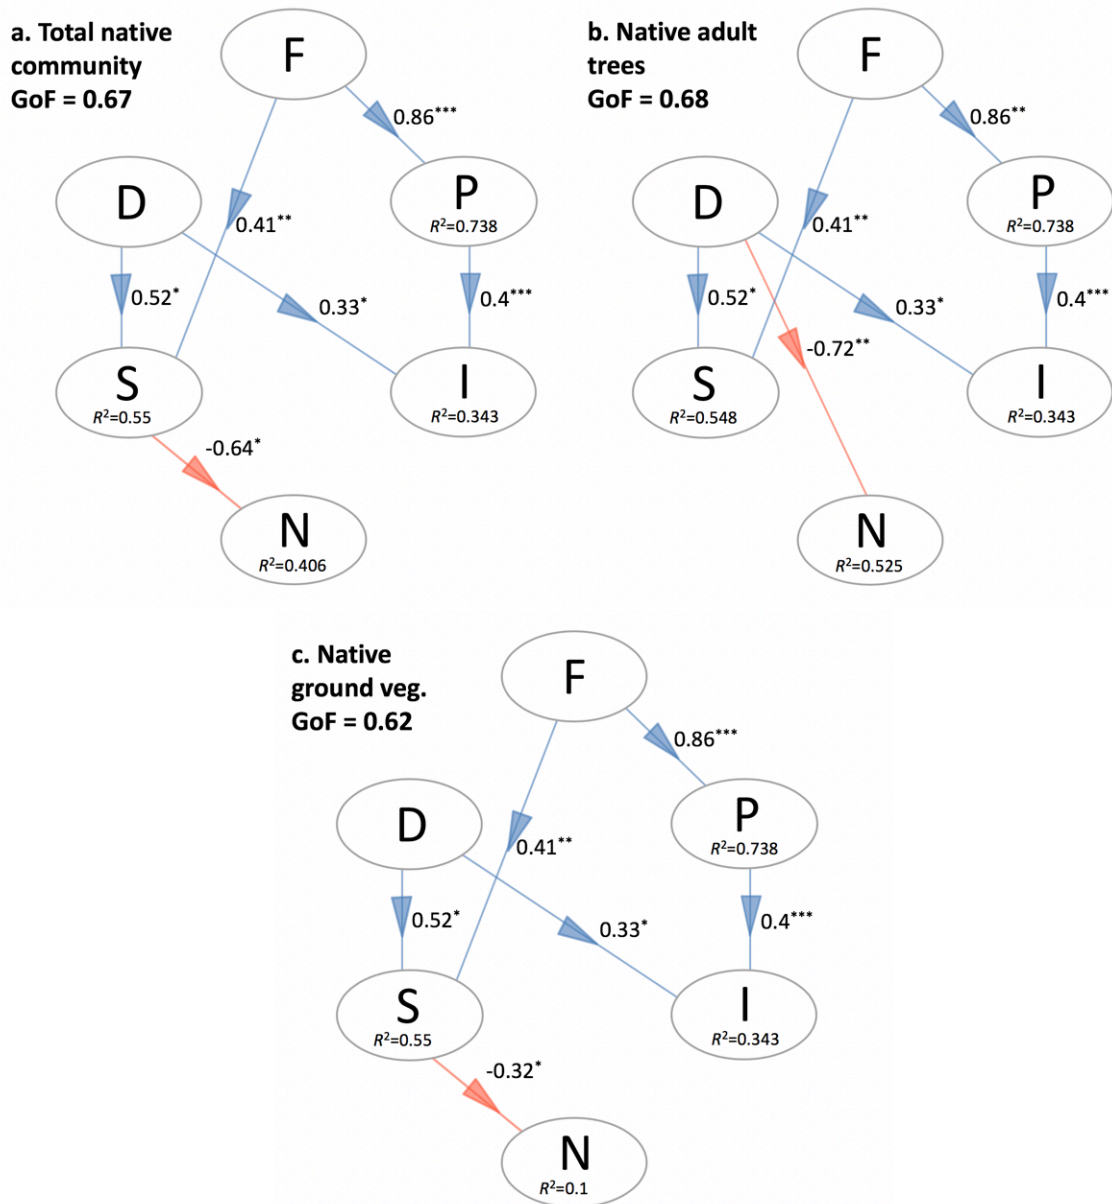 a. Total native
community
GoF = 0.67
F
0.86***
D
P
R²=0.738
0.41**
0.52*
0.33*
0.4***
S
R²=0.55
I
R²=0.343
-0.64*
N
R²=0.406
b. Native adult
trees
GoF = 0.68
F
0.86**
D
P
R²=0.738
0.41**
0.52*
0.33*
0.4***
-0.72**
S
R²=0.548
I
R²=0.343
N
R²=0.525
c. Native
ground veg.
GoF = 0.62
F
0.86***
D
P
R²=0.738
0.41**
0.52*
0.33*
0.4***
S
R²=0.55
I
R²=0.343
-0.32*
N
R²=0.1